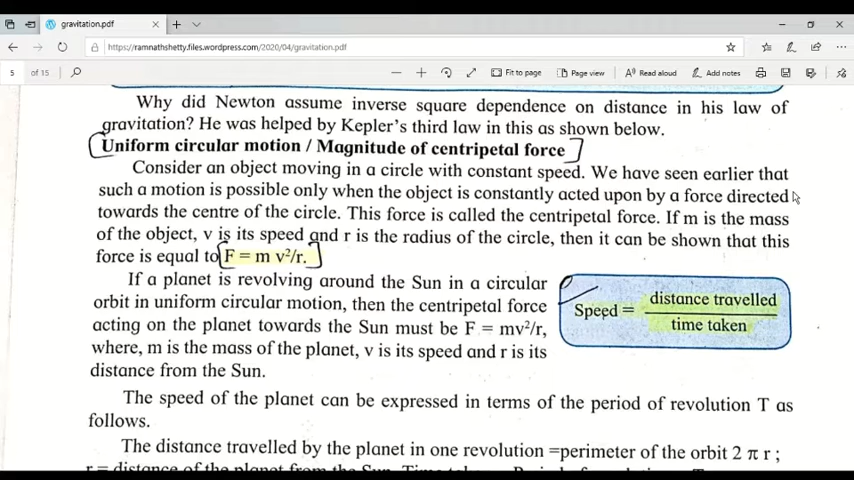 gravitation.pdf
https://ramnathshetty.files.wordpress.com/2020/04/gravitation.pdf
5 of 15
Fit to page
Page view
Read aloud
Add notes
Why did Newton assume inverse square dependence on distance in his law of
gravitation? He was helped by Kepler's third law in this as shown below.
Uniform circular motion / Magnitude of centripetal force
Consider an object moving in a circle with constant speed. We have seen earlier that
such a motion is possible only when the object is constantly acted upon by a force directed
towards the centre of the circle. This force is called the centripetal force. If m is the mass
of the object, v is its speed and r is the radius of the circle, then it can be shown that this
force is equal to F = m v²/r.
If a planet is revolving around the Sun in a circular
orbit in uniform circular motion, then the centripetal force
acting on the planet towards the Sun must be F = mv²/r,
where, m is the mass of the planet, v is its speed and r is its
distance from the Sun.
Speed = distance travelled
time taken
The speed of the planet can be expressed in terms of the period of revolution T as
follows.
The distance travelled by the planet in one revolution =perimeter of the orbit 2 π r ;
r = distance of the planet from the Sun,